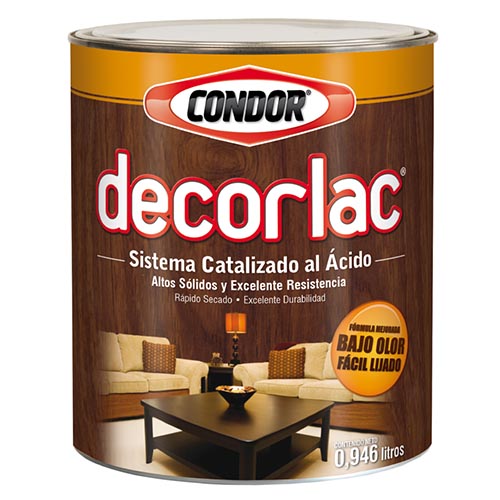 CONDOR®
decorlac®
Sistema Catalizado al Ácido
Altos Sólidos y Excelente Resistencia
Rápido Secado • Excelente Durabilidad
FÓRMULA MEJORADA
BAJO OLOR
FÁCIL LIJADO
CONTENIDO NETO
0,946 litros